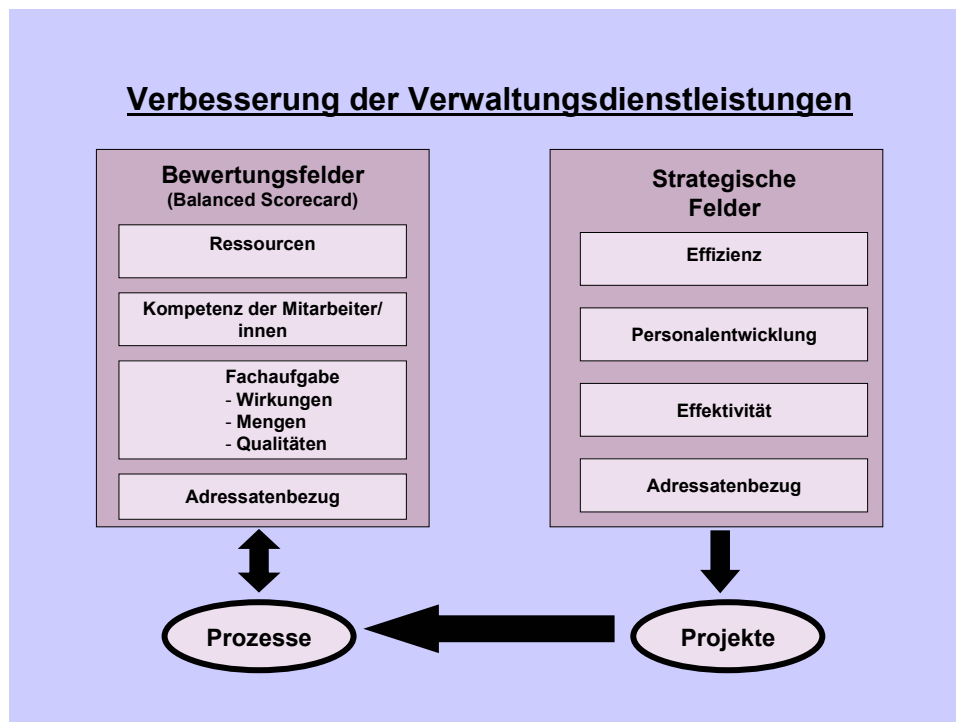 Verbesserung der Verwaltungsdienstleistungen
Bewertungsfelder
(Balanced Scorecard)
Ressourcen
Kompetenz der Mitarbeiter/
innen
Fachaufgabe
- Wirkungen
- Mengen
- Qualitäten
Adressatenbezug
Strategische
Felder
Effizienz
Personalentwicklung
Effektivität
Adressatenbezug
Prozesse
Projekte